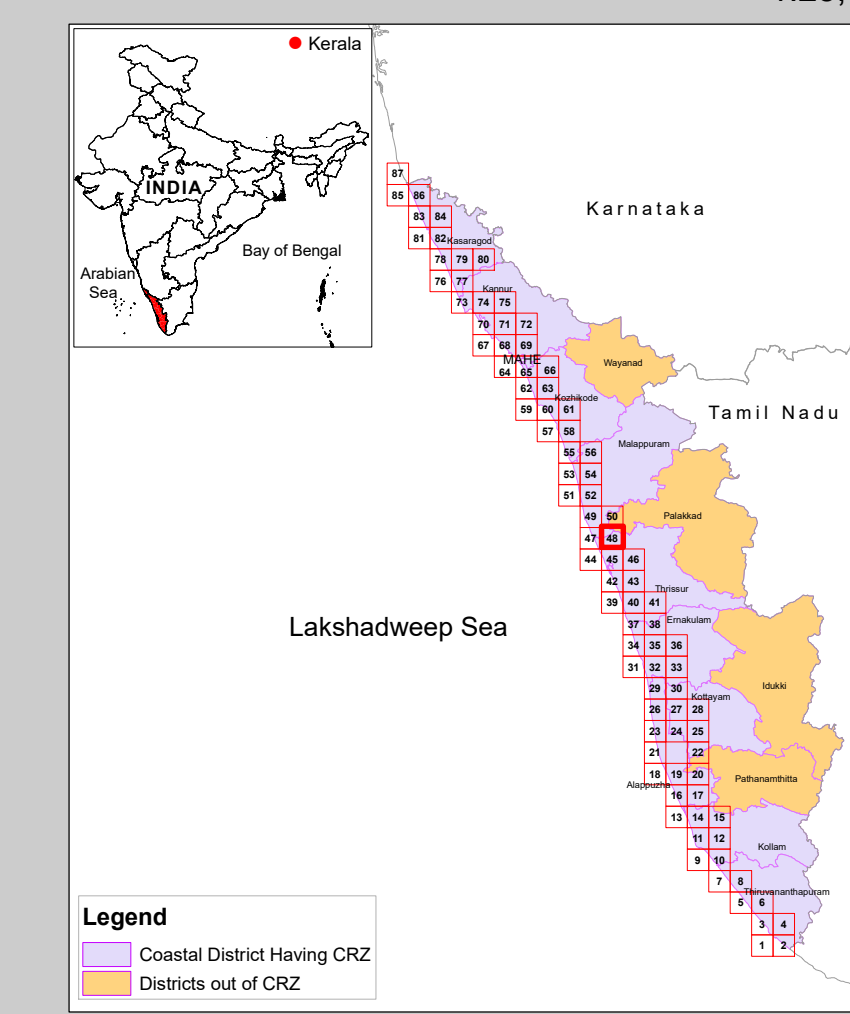 Kerala
INDIA
Bay of Bengal
Arabian
Sea
Karnataka
87
85 86
83 84
81 82 Kasaragod
78 79 80
76 77
Kannur
73 74 75
70 71 72
67 68 69
MAHE
64 65 66
Wayanad
62 63
Kozhikode
59 60 61
Tamil Nadu
57 58
Malappuram
55 56
53 54
51 52
49 50
Palakkad
47 48
44 45 46
42 43
Thrissur
39 40 41
Ernakulam
37 38
Lakshadweep Sea
34 35 36
31 32 33
29 30
Idukki
Kottayam
26 27 28
23 24 25
21 22
18 19 20
Pathanamthitta
Alappuzha
16 17
13 14 15
11 12
Kollam
9 10
7 8
Thiruvananthapuram
5 6
3 4
1 2
Legend
Coastal District Having CRZ
Districts out of CRZ